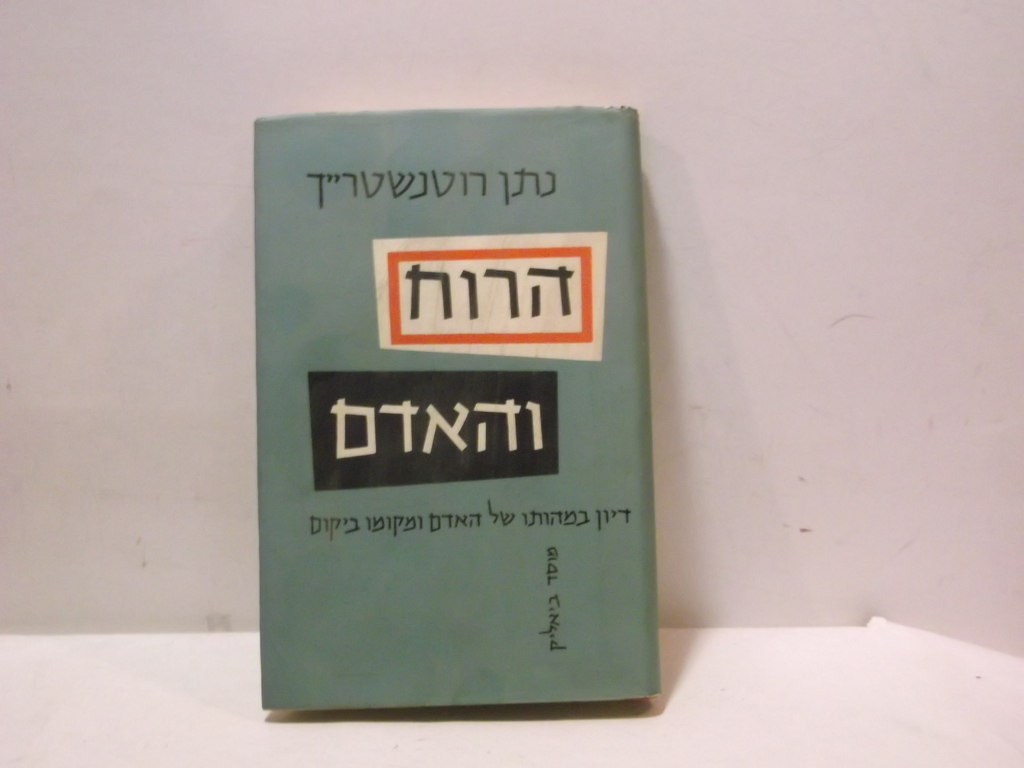 נתן רוטנשטרייך
הרוח
והאדם
דיון במהותו של האדם ומקומו ביקום
מוסד ביאליק